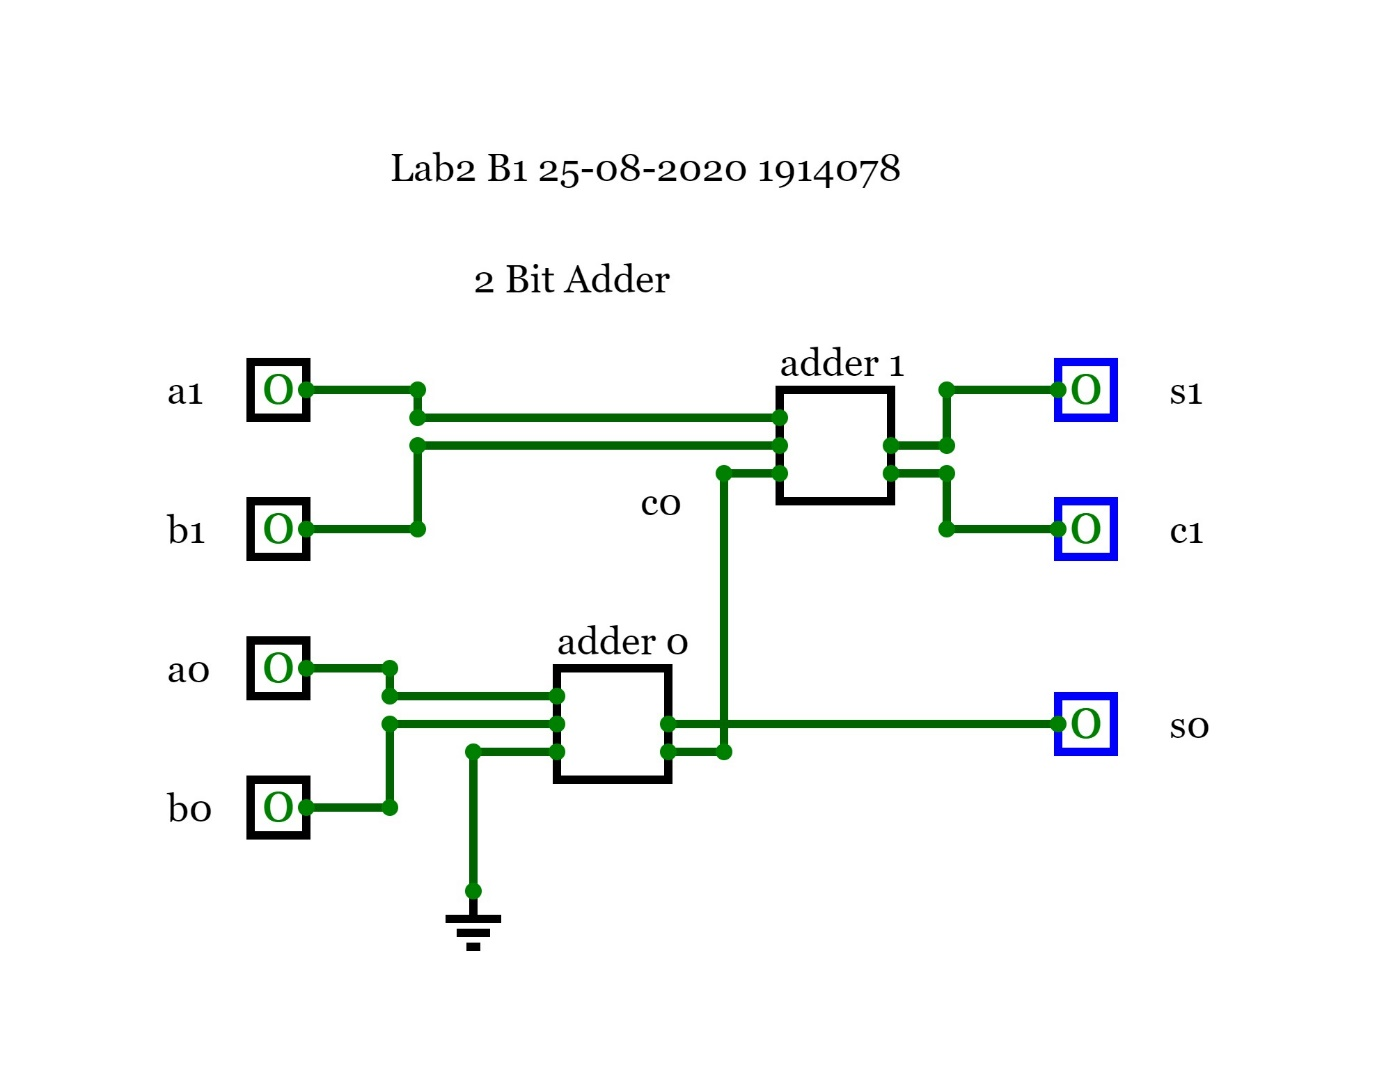 Lab2 B1 25-08-2020 1914078
2 Bit Adder
adder 1
a1
0
0
s1
c0
b1
0
0
c1
adder 0
a0
0
0
s0
b0
0